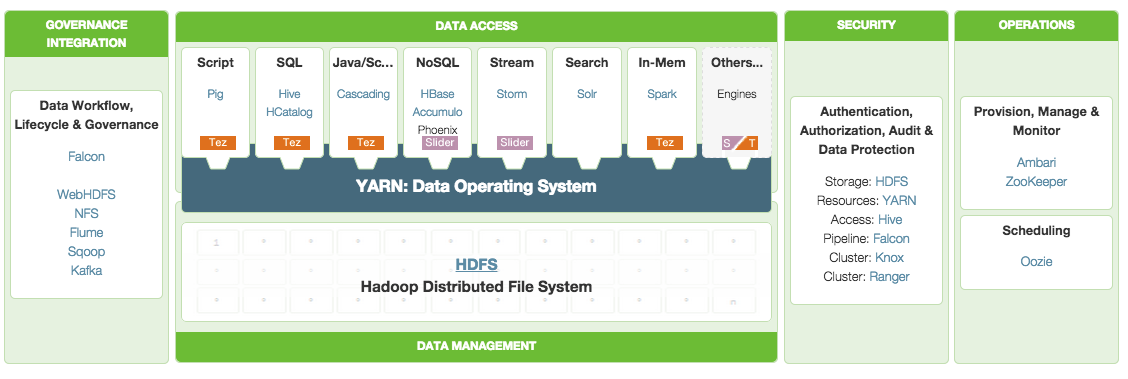 GOVERNANCE
INTEGRATION
Data Workflow,
Lifecycle & Governance
Falcon
WebHDFS
NFS
Flume
Sqoop
Kafka
DATA ACCESS
Script
Pig
Tez
SQL
Hive
HCatalog
Tez
Java/Sc...
Cascading
Tez
NoSQL
HBase
Accumulo
Phoenix
Slider
Stream
Storm
Slider
Search
Solr
In-Mem
Spark
Tez
Others...
Engines
S T
YARN: Data Operating System
1
HDFS
Hadoop Distributed File System
n
DATA MANAGEMENT
SECURITY
Authentication,
Authorization, Audit &
Data Protection
Storage: HDFS
Resources: YARN
Access: Hive
Pipeline: Falcon
Cluster: Knox
Cluster: Ranger
OPERATIONS
Provision, Manage &
Monitor
Ambari
ZooKeeper
Scheduling
Oozie